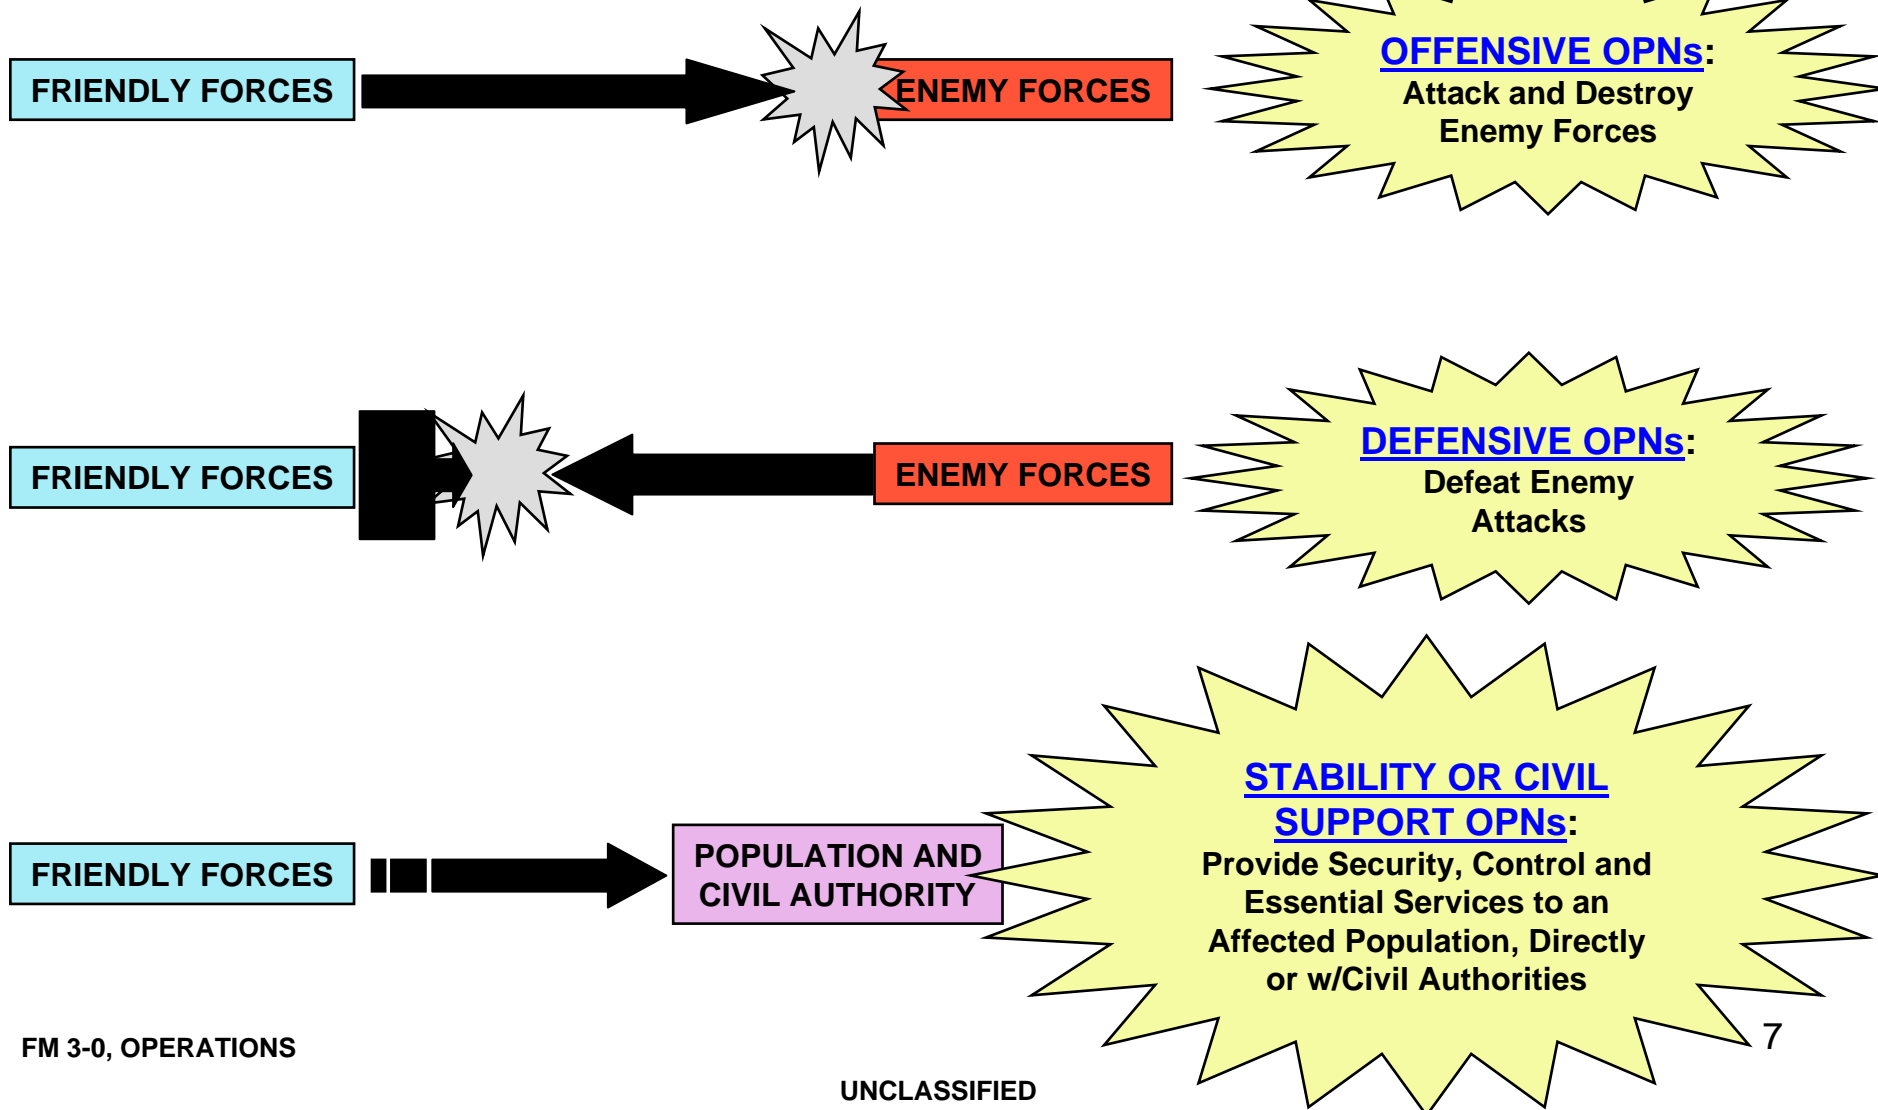 FRIENDLY FORCES
ENEMY FORCES
OFFENSIVE OPNs:
Attack and Destroy
Enemy Forces
FRIENDLY FORCES
ENEMY FORCES
DEFENSIVE OPNs:
Defeat Enemy
Attacks
FRIENDLY FORCES
POPULATION AND
CIVIL AUTHORITY
STABILITY OR CIVIL
SUPPORT OPNs:
Provide Security, Control and
Essential Services to an
Affected Population, Directly
or w/Civil Authorities
FM 3-0, OPERATIONS
7
UNCLASSIFIED